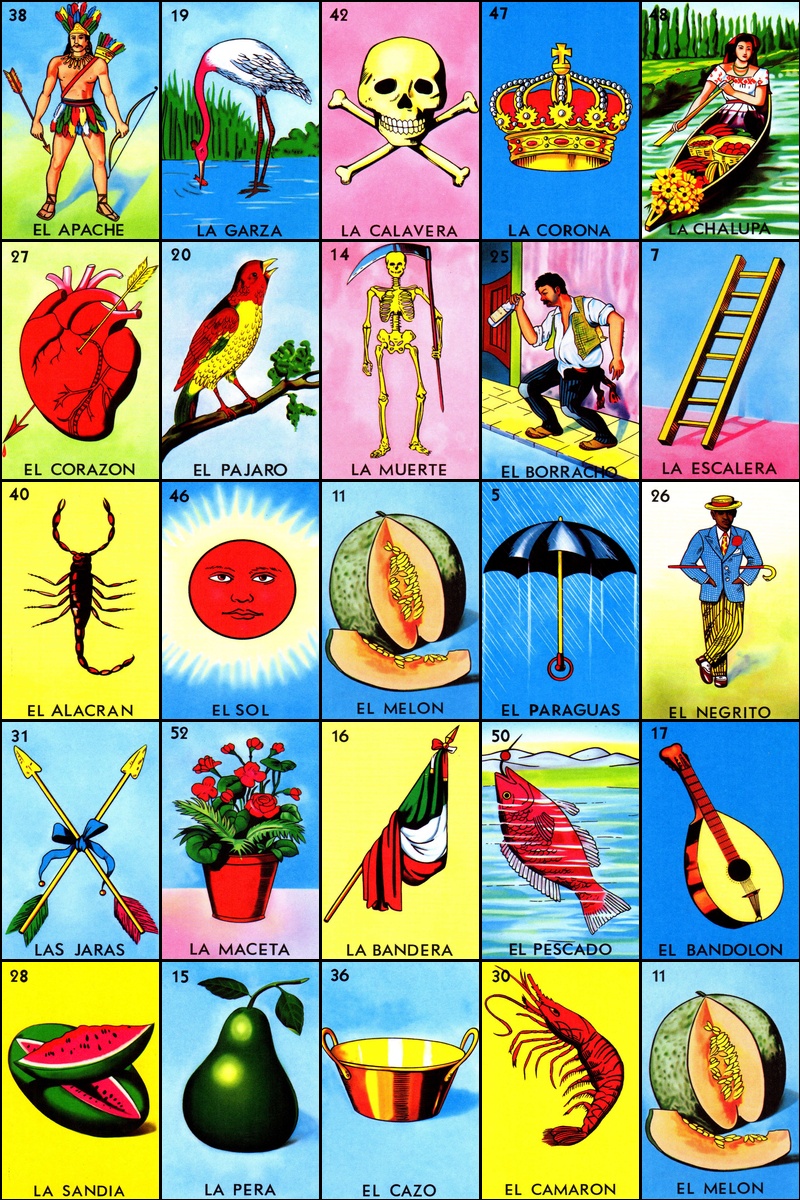 38
EL APACHE
19
LA GARZA
42
LA CALAVERA
47
LA CORONA
48
LA CHALUPA
27
EL CORAZON
20
EL PAJARO
14
LA MUERTE
25
EL BORRACHO
7
LA ESCALERA
40
EL ALACRAN
46
EL SOL
11
EL MELON
5
EL PARAGUAS
26
EL NEGRITO
31
LAS JARAS
52
LA MACETA
16
LA BANDERA
50
EL PESCADO
17
EL BANDOLON
28
LA SANDIA
15
LA PERA
36
EL CAZO
30
EL CAMARON
11
EL MELON